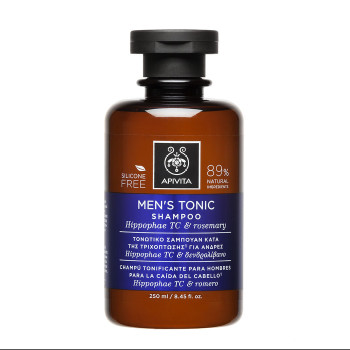 SILICONE
FREE
APIVITA
89%
NATURAL
INGREDIENTS
MEN'S TONIC
SHAMPOO
Hippophae TC & rosemary
ΤΟΝΩΤΙΚΟ ΣΑΜΠΟΥΑΝ ΚΑΤΑ
ΤΗΣ ΤΡΙΧΟΠΤΩΣΗΣ¹ ΓΙΑ ΑΝΔΡΕΣ
Hippophae TC & δενδρολίβανο
CHAMPÚ TONIFICANTE PARA HOMBRES
PARA LA CAÍDA DEL CABELLO¹
Hippophae TC & romero
250 ml / 8.45 fl. oz.